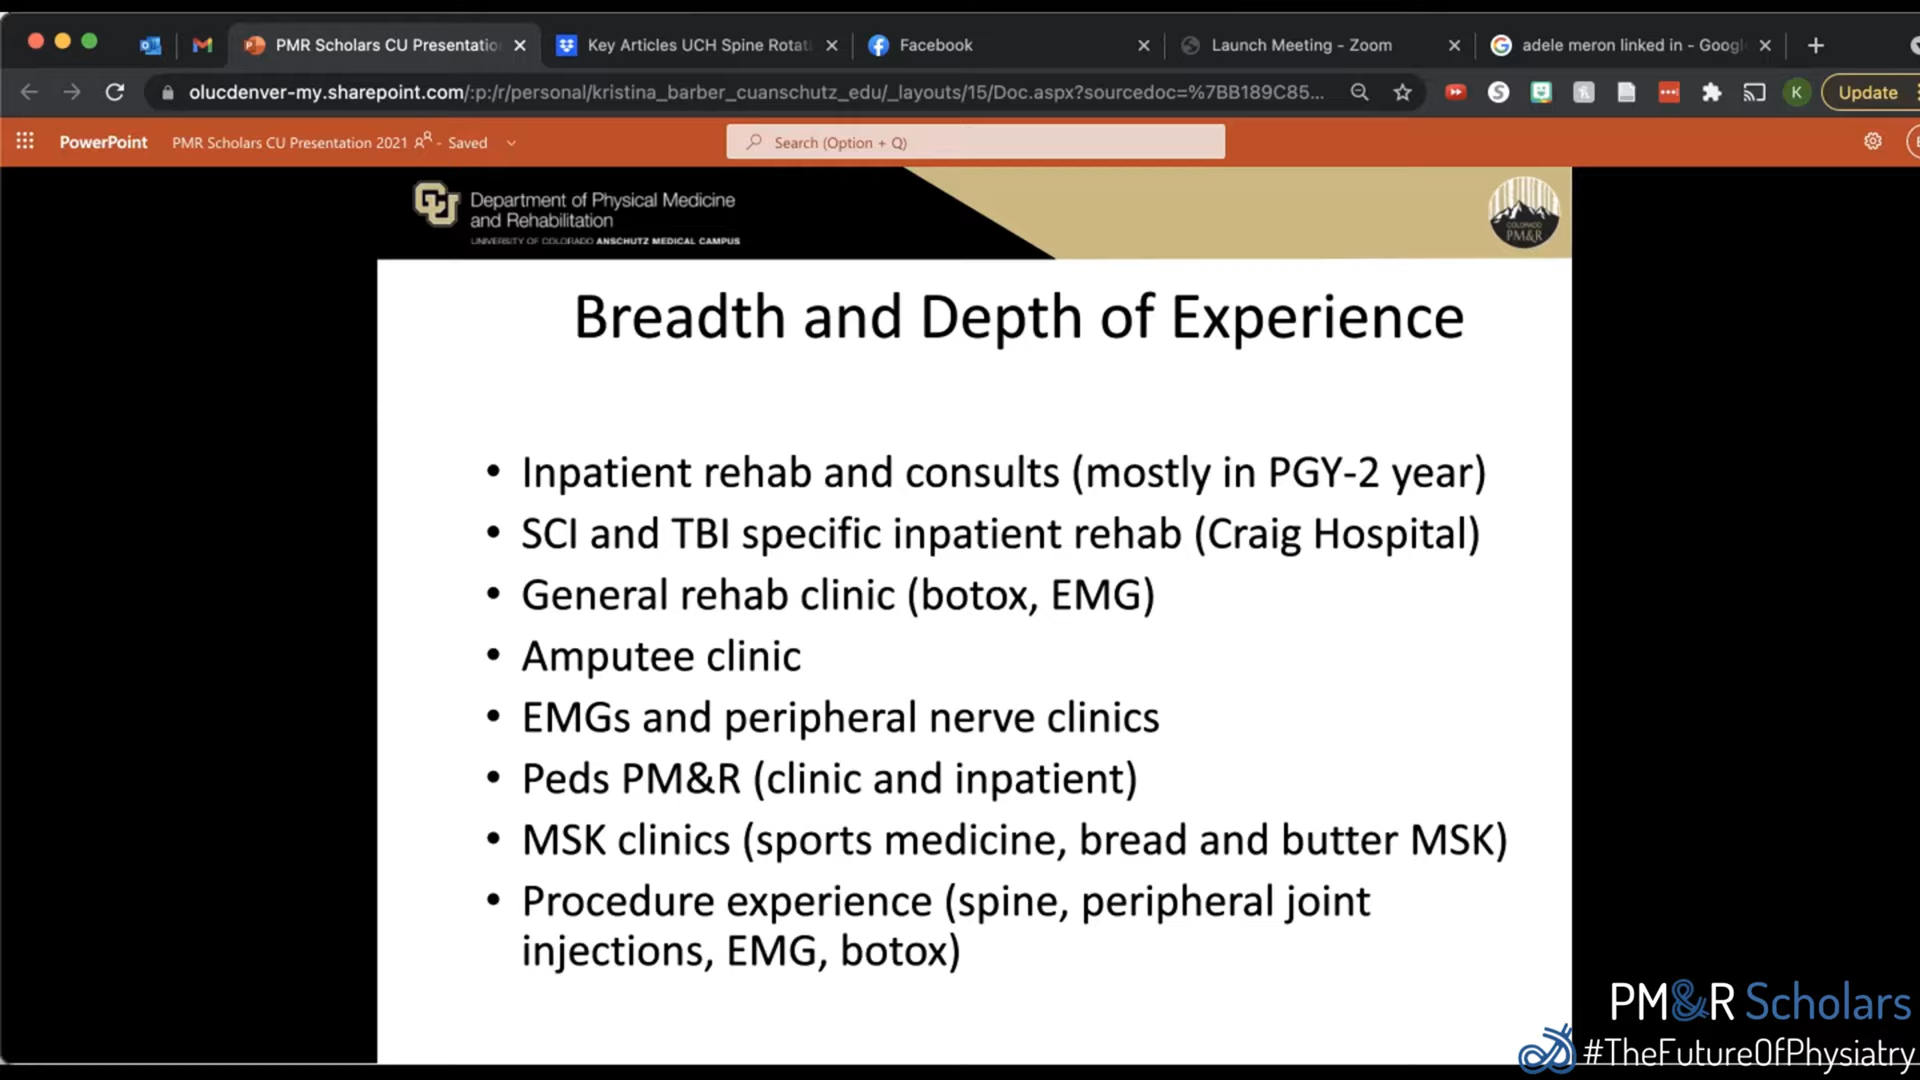 PMR Scholars CU Presentatio
Key Articles UCH Spine Rotat
Facebook
Launch Meeting - Zoom
adele meron linked in - Googl
olucdenver-my.sharepoint.com/:p:/r/personal/kristina_barber_cuanschutz_edu/_layouts/15/Doc.aspx?sourcedoc=%7BB189C85...
K
Update
PowerPoint
PMR Scholars CU Presentation 2021 - Saved
Search (Option + Q)
CU
Department of Physical Medicine
and Rehabilitation
UNIVERSITY OF COLORADO ANSCHUTZ MEDICAL CAMPUS
COLORADO
PM&R
Breadth and Depth of Experience
• Inpatient rehab and consults (mostly in PGY-2 year)
• SCI and TBI specific inpatient rehab (Craig Hospital)
• General rehab clinic (botox, EMG)
• Amputee clinic
• EMGs and peripheral nerve clinics
• Peds PM&R (clinic and inpatient)
• MSK clinics (sports medicine, bread and butter MSK)
• Procedure experience (spine, peripheral joint
injections, EMG, botox)
PM&R Scholars
#TheFutureOfPhysiatry